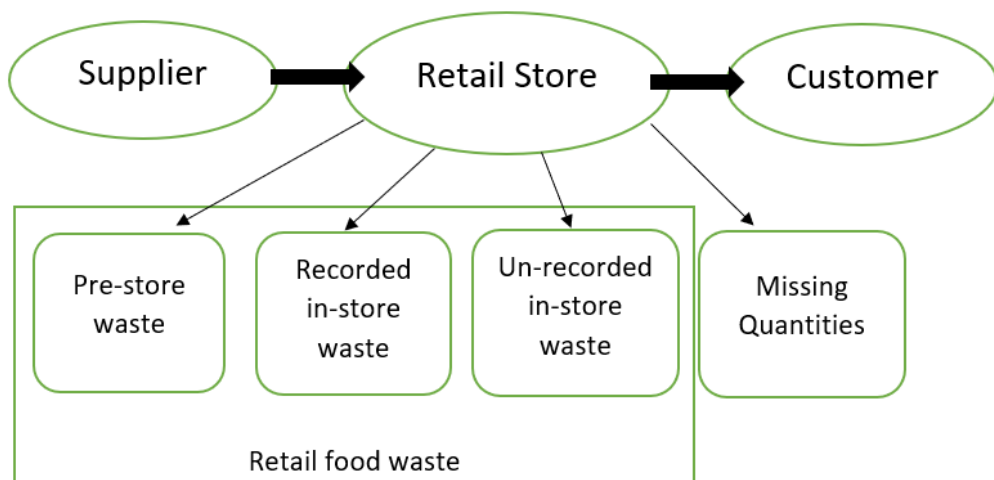 Supplier
Retail Store
Customer
Pre-store
waste
Recorded
in-store
waste
Un-recorded
in-store
waste
Missing
Quantities
Retail food waste